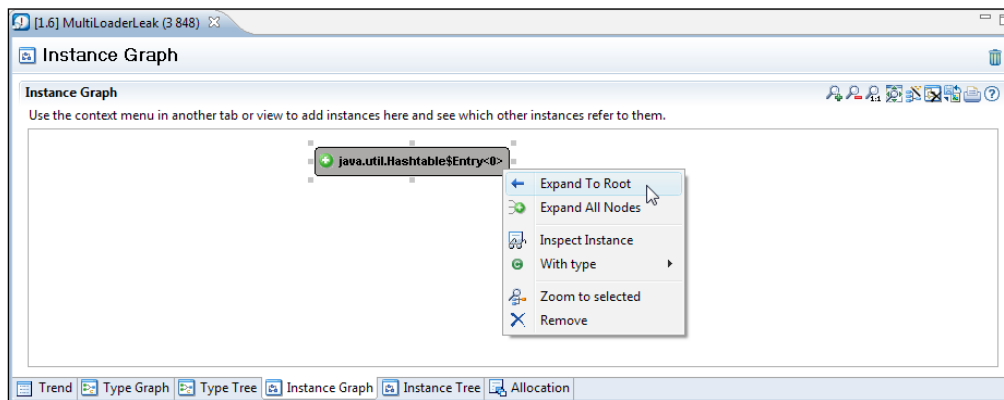 [1.6] MultiLoaderLeak (3 848)
Instance Graph
Instance Graph
Use the context menu in another tab or view to add instances here and see which other instances refer to them.
java.util.Hashtable$Entry<0>
Expand To Root
Expand All Nodes
Inspect Instance
With type
Zoom to selected
Remove
Trend Type Graph Type Tree Instance Graph Instance Tree Allocation